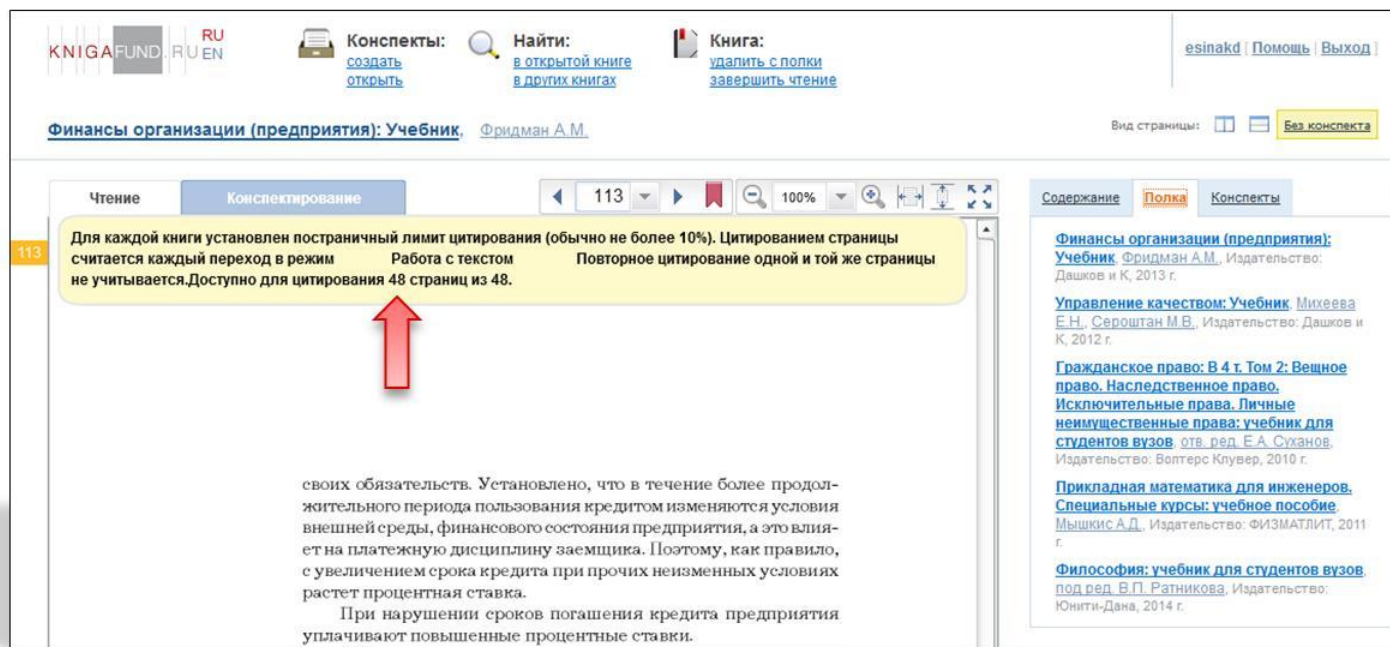 KNIGAFUND.RU
RU
EN
Конспекты:
создать
открыть
Найти:
в открытой книге
в других книгах
Книга:
удалить с полки
завершить чтение
esinakd [ Помощь | Выход ]
Финансы организации (предприятия): Учебник, Фридман А.М.
Вид страницы:
Без конспекта
Чтение
Конспектирование
113
100%
Содержание
Полка
Конспекты
113
Для каждой книги установлен постраничный лимит цитирования (обычно не более 10%). Цитированием страницы
считается каждый переход в режим Работа с текстом Повторное цитирование одной и той же страницы
не учитывается.Доступно для цитирования 48 страниц из 48.
своих обязательств. Установлено, что в течение более продол-
жительного периода пользования кредитом изменяются условия
внешней среды, финансового состояния предприятия, а это влия-
ет на платежную дисциплину заемщика. Поэтому, как правило,
с увеличением срока кредита при прочих неизменных условиях
растет процентная ставка.
При нарушении сроков погашения кредита предприятия
уплачивают повышенные процентные ставки.
Финансы организации (предприятия):
Учебник, Фридман А.М., Издательство:
Дашков и К, 2013 г.
Управление качеством: Учебник, Михеева
Е.Н., Сероштан М.В., Издательство: Дашков и
К, 2012 г.
Гражданское право: В 4 т. Том 2: Вещное
право. Наследственное право.
Исключительные права. Личные
неимущественные права: учебник для
студентов вузов, отв. ред. Е.А. Суханов,
Издательство: Волтерс Клувер, 2010 г.
Прикладная математика для инженеров.
Специальные курсы: учебное пособие,
Мышкис А.Д., Издательство: ФИЗМАТЛИТ, 2011
г.
Философия: учебник для студентов вузов,
под ред. В.П. Ратникова, Издательство:
Юнити-Дана, 2014 г.